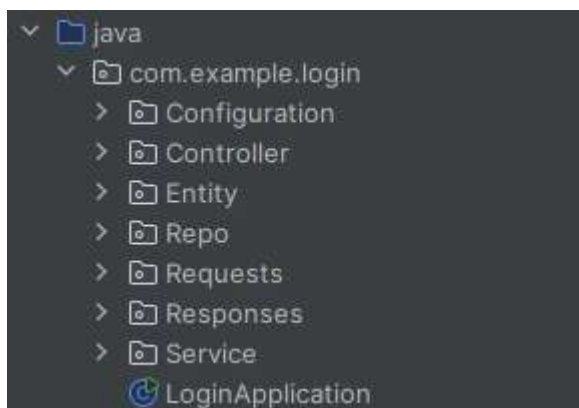 java
com.example.login
Configuration
Controller
Entity
Repo
Requests
Responses
Service
LoginApplication